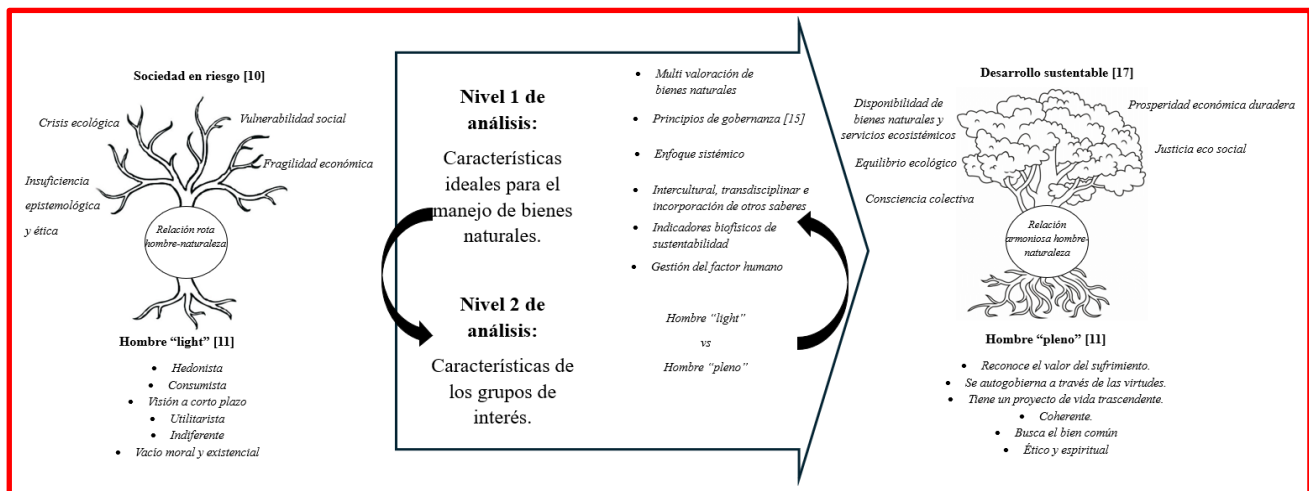 Sociedad en riesgo [10]
Crisis ecológica
Vulnerabilidad social
Fragilidad económica
Insuficiencia
epistemológica
y ética
Relación rota
hombre-naturaleza
Hombre “light” [11]
• Hedonista
• Consumista
• Visión a corto plazo
• Utilitarista
• Indiferente
• Vacío moral y existencial
Nivel 1 de
análisis:
Características
ideales para el
manejo de bienes
naturales.
• Multi valoración de
bienes naturales
• Principios de gobernanza [15]
• Enfoque sistémico
• Intercultural, transdisciplinar e
incorporación de otros saberes
• Indicadores biofísicos de
sustentabilidad
• Gestión del factor humano
Nivel 2 de
análisis:
Características de
los grupos de
interés.
Hombre “light”
vs
Hombre “pleno”
Desarrollo sustentable [17]
Disponibilidad de
bienes naturales y
servicios ecosistémicos
Prosperidad económica duradera
Equilibrio ecológico
Justicia eco social
Consciencia colectiva
Relación
armoniosa hombre-
naturaleza
Hombre “pleno” [11]
• Reconoce el valor del sufrimiento.
• Se autogobierna a través de las virtudes.
• Tiene un proyecto de vida trascendente.
• Coherente.
• Busca el bien común
• Ético y espiritual